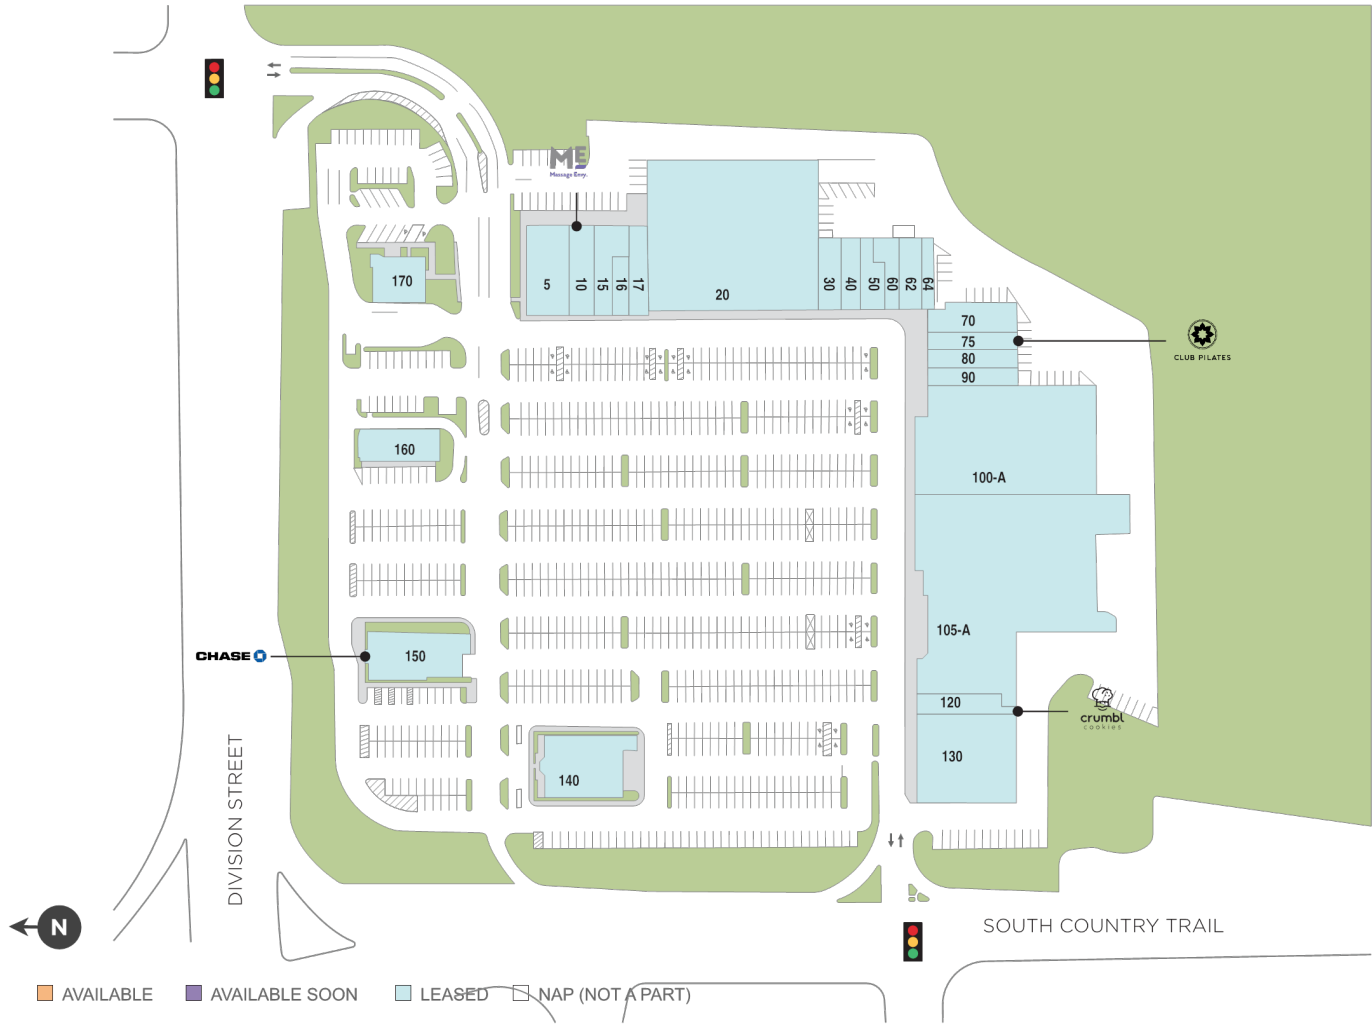 ME
Massage Envy.
170
5
10
15
16
17
20
30
40
50
60
62
64
70
75
80
90
CLUB PILATES
160
100-A
105-A
CHASE
150
120
crumbl
cookies
130
140
DIVISION STREET
N
SOUTH COUNTRY TRAIL
AVAILABLE
AVAILABLE SOON
LEASED
NAP (NOT A PART)